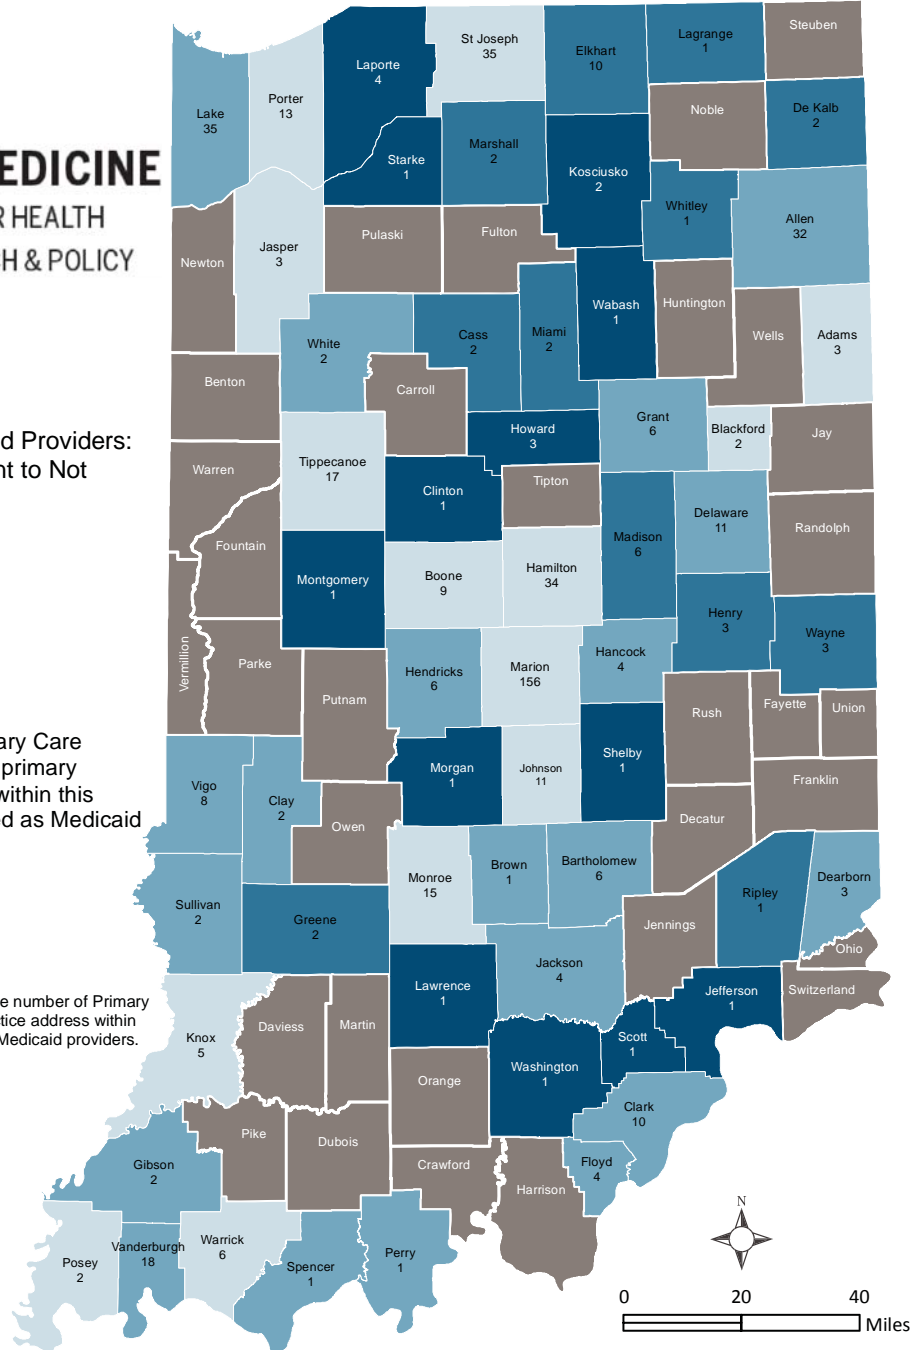 EDICINE
R HEALTH
H & POLICY
d Providers:
nt to Not
ary Care
primary
within this
ed as Medicaid
e number of Primary
ctice address within
Medicaid providers.
Steuben
St Joseph
35
Lagrange
1
Elkhart
10
Laporte
4
Porter
13
Lake
35
Noble
De Kalb
2
Marshall
2
Starke
1
Kosciusko
2
Whitley
1
Allen
32
Pulaski
Fulton
Jasper
3
Newton
Wabash
1
Huntington
Wells
Adams
3
White
2
Cass
2
Miami
2
Benton
Carroll
Grant
6
Blackford
2
Jay
Howard
3
Tippecanoe
17
Warren
Clinton
1
Tipton
Delaware
11
Randolph
Madison
6
Fountain
Montgomery
1
Boone
9
Hamilton
34
Henry
3
Wayne
3
Vermillion
Parke
Hendricks
6
Marion
156
Hancock
4
Putnam
Rush
Fayette
Union
Vigo
8
Clay
2
Morgan
1
Johnson
11
Shelby
1
Franklin
Owen
Decatur
Monroe
15
Brown
1
Bartholomew
6
Dearborn
3
Ripley
1
Sullivan
2
Greene
2
Jennings
Ohio
Jackson
4
Lawrence
1
Jefferson
1
Switzerland
Knox
5
Daviess
Martin
Scott
1
Washington
1
Orange
Clark
10
Pike
Dubois
Gibson
2
Crawford
Floyd
4
Harrison
Posey
2
Vanderburgh
18
Warrick
6
Spencer
1
Perry
1
N
0 20 40
Miles